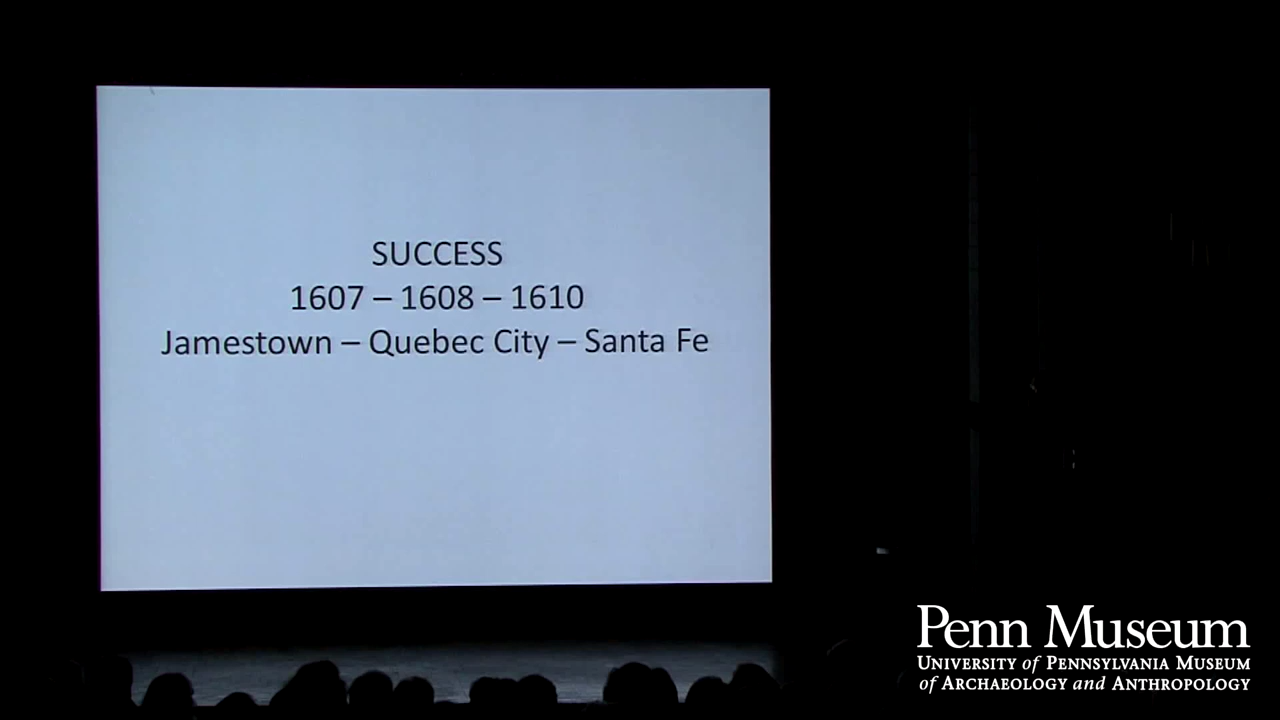 SUCCESS
1607 – 1608 – 1610
Jamestown – Quebec City – Santa Fe
Penn Museum
UNIVERSITY of PENNSYLVANIA MUSEUM
of ARCHAEOLOGY and ANTHROPOLOGY